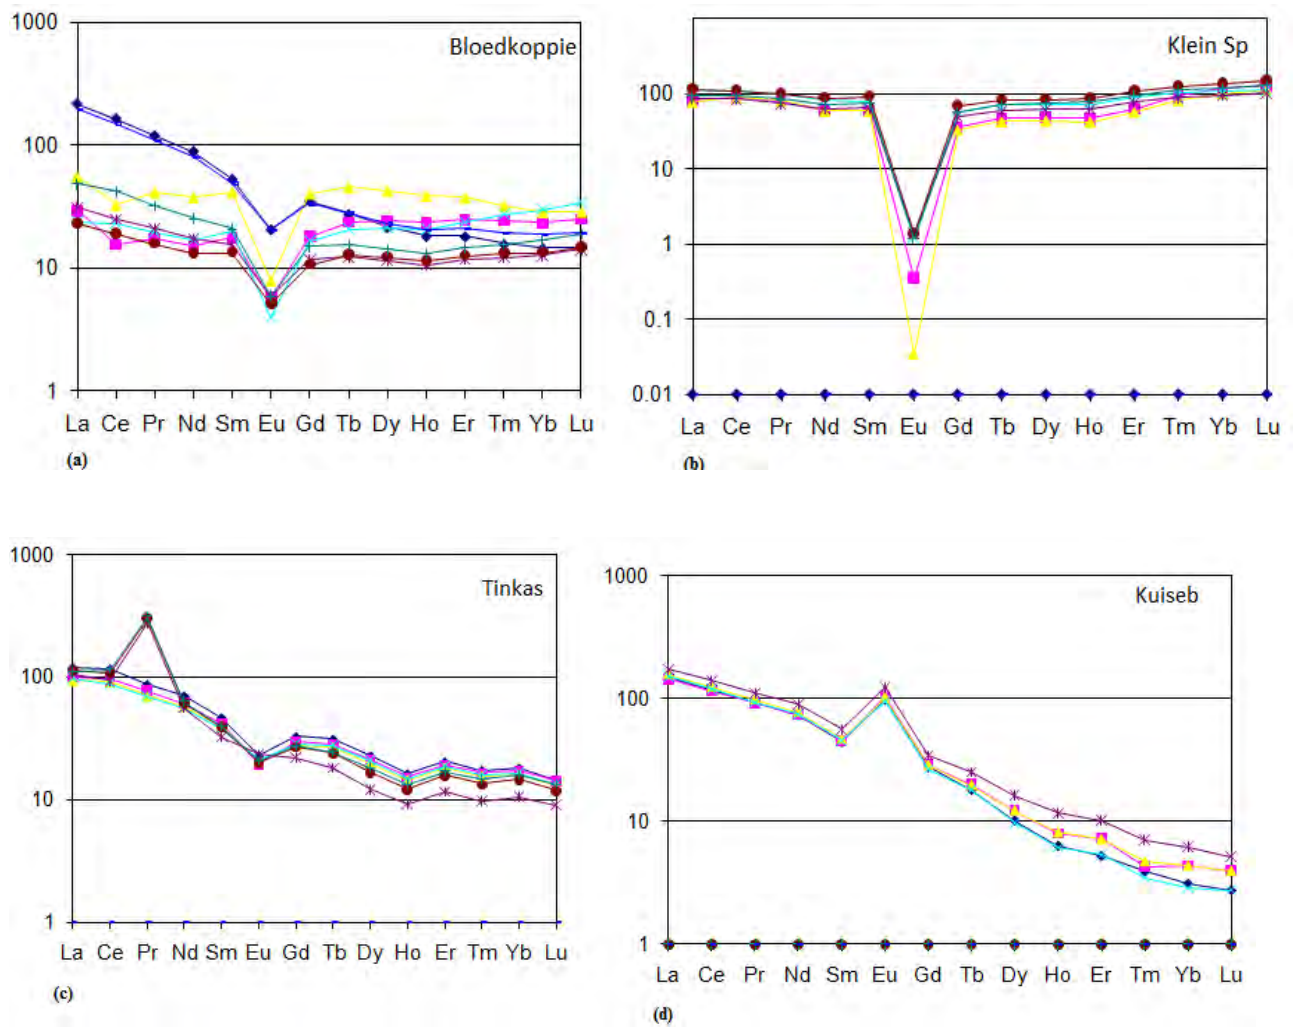 1000
100
10
1
Bloedkoppie
La Ce Pr Nd Sm Eu Gd Tb Dy Ho Er Tm Yb Lu
(a)
100
10
1
0.1
0.01
Klein Sp
La Ce Pr Nd Sm Eu Gd Tb Dy Ho Er Tm Yb Lu
(b)
1000
100
10
1
Tinkas
La Ce Pr Nd Sm Eu Gd Tb Dy Ho Er Tm Yb Lu
(c)
1000
100
10
1
Kuiseb
La Ce Pr Nd Sm Eu Gd Tb Dy Ho Er Tm Yb Lu
(d)